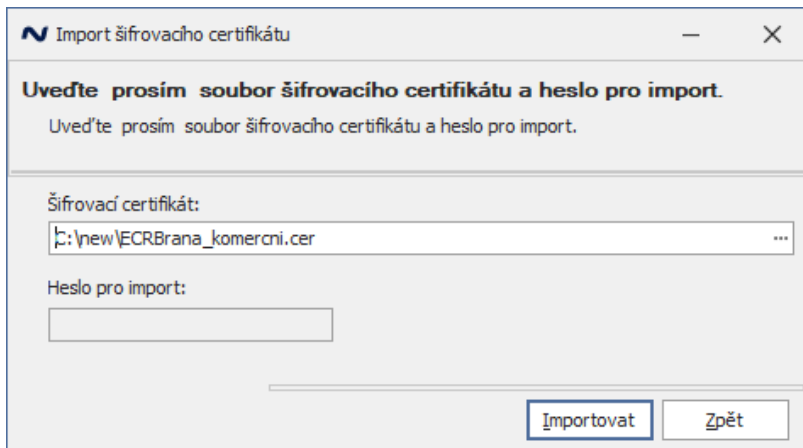 Import šifrovacího certifikátu
Uveďte prosím soubor šifrovacího certifikátu a heslo pro import.
Uveďte prosím soubor šifrovacího certifikátu a heslo pro import.
Šifrovací certifikát:
C:\new\ECRBrana_komercni.cer
Heslo pro import:
Importovat Zpět